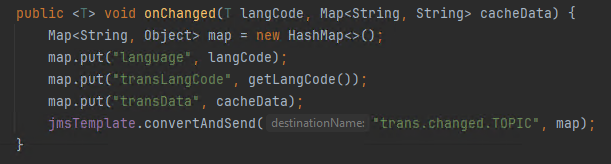 public <T> void onChanged(T langCode, Map<String, String> cacheData) {
    Map<String, Object> map = new HashMap<>();
    map.put("language", langCode);
    map.put("transLangCode", getLangCode());
    map.put("transData", cacheData);
    jmsTemplate.convertAndSend( destinationName: "trans.changed.TOPIC", map);
}